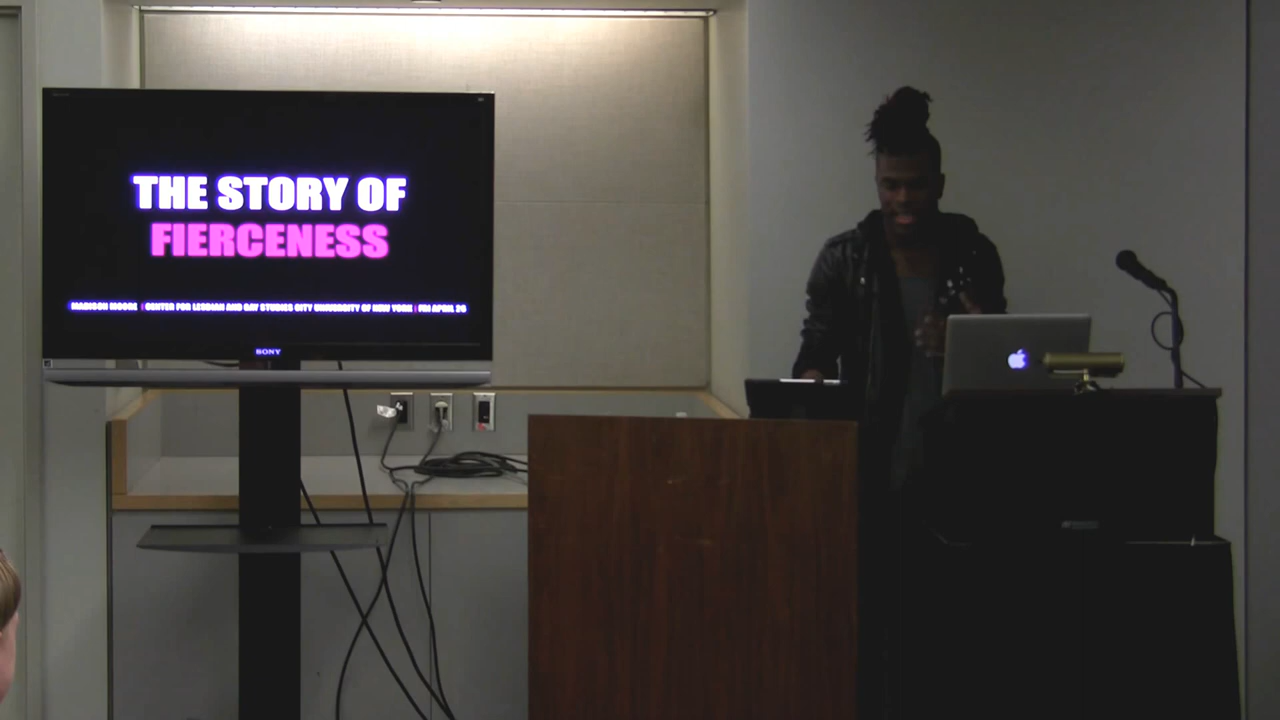 THE STORY OF
FIERCENESS
MADISON MOORE | CENTER FOR LESBIAN AND GAY STUDIES CITY UNIVERSITY OF NEW YORK | FRI APRIL 26
SONY